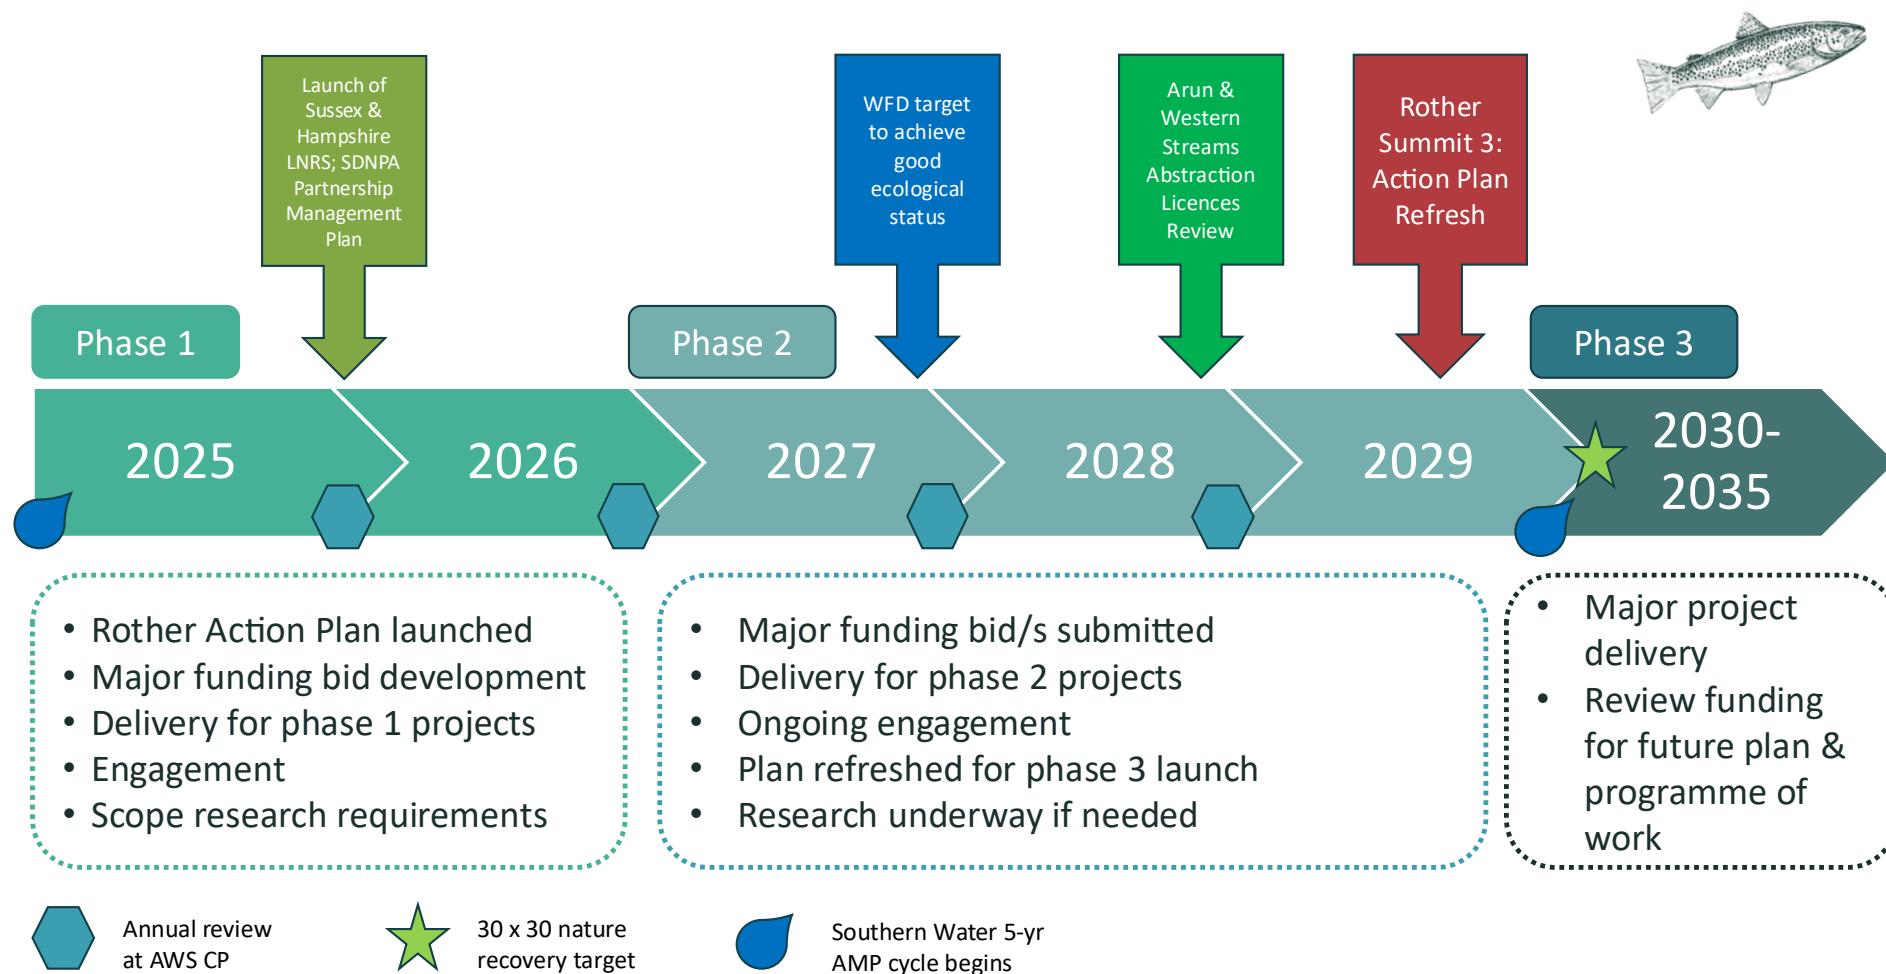 Launch of
Sussex &
Hampshire
LNRS; SDNPA
Partnership
Management
Plan
WFD target
to achieve
good
ecological
status
Arun &
Western
Streams
Abstraction
Licences
Review
Rother
Summit 3:
Action Plan
Refresh
Phase 1
Phase 2
Phase 3
2025
2026
2027
2028
2029
2030-
2035
• Rother Action Plan launched
• Major funding bid development
• Delivery for phase 1 projects
• Engagement
• Scope research requirements
• Major funding bid/s submitted
• Delivery for phase 2 projects
• Ongoing engagement
• Plan refreshed for phase 3 launch
• Research underway if needed
• Major project
delivery
• Review funding
for future plan &
programme of
work
Annual review
at AWS CP
30 x 30 nature
recovery target
Southern Water 5-yr
AMP cycle begins